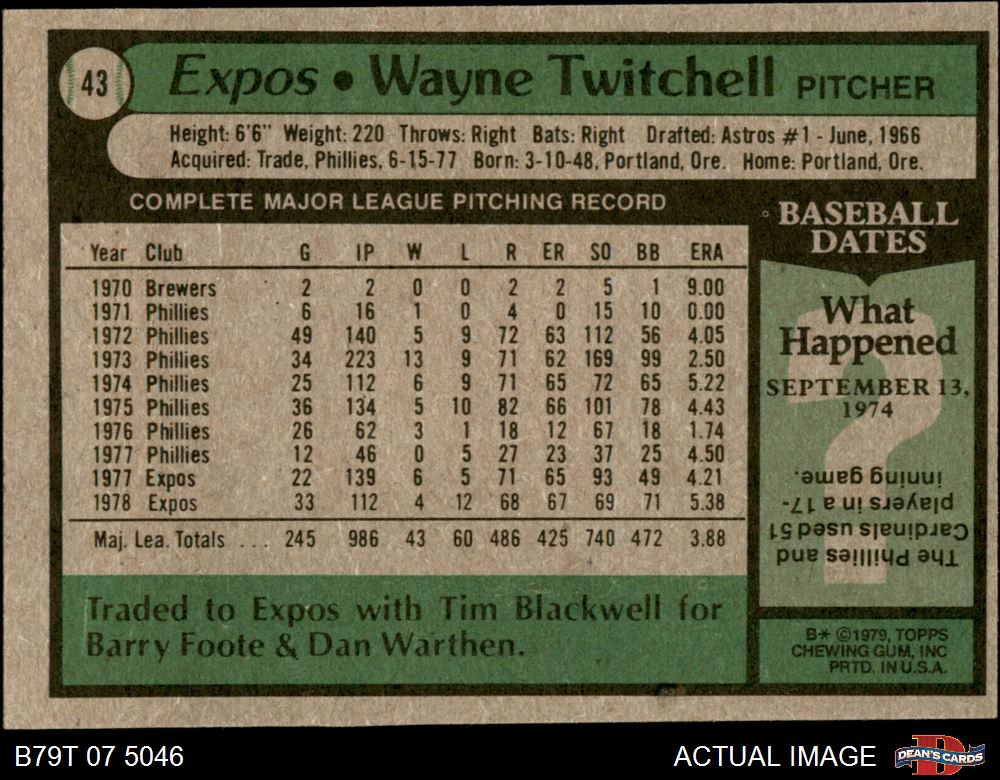 43
Expos • Wayne Twitchell PITCHER
Height: 6'6" Weight: 220 Throws: Right Bats: Right Drafted: Astros #1 - June, 1966
Acquired: Trade, Phillies, 6-15-77 Born: 3-10-48, Portland, Ore. Home: Portland, Ore.
COMPLETE MAJOR LEAGUE PITCHING RECORD
Year Club G IP W L R ER SO BB ERA
1970 Brewers 2 2 0 0 2 2 5 1 9.00
1971 Phillies 6 16 1 0 4 0 15 10 0.00
1972 Phillies 49 140 5 9 72 63 112 56 4.05
1973 Phillies 34 223 13 9 71 62 169 99 2.50
1974 Phillies 25 112 6 9 71 65 72 65 5.22
1975 Phillies 36 134 5 10 82 66 101 78 4.43
1976 Phillies 26 62 3 1 18 12 67 18 1.74
1977 Phillies 12 46 0 5 27 23 37 25 4.50
1977 Expos 22 139 6 5 71 65 93 49 4.21
1978 Expos 33 112 4 12 68 67 69 71 5.38
Maj. Lea. Totals ... 245 986 43 60 486 425 740 472 3.88
Traded to Expos with Tim Blackwell for
Barry Foote & Dan Warthen.
BASEBALL
DATES
What
Happened
SEPTEMBER 13,
1974
The Phillies and
Cardinals used 51
players in a 17-
inning game.
B* ©1979, TOPPS
CHEWING GUM, INC
PRTD. IN U.S.A.
B79T 07 5046
ACTUAL IMAGE
DEAN'S CARDS